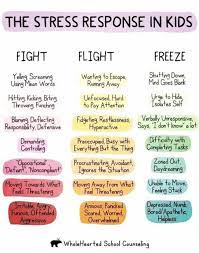 THE STRESS RESPONSE IN KIDS
FIGHT
FLIGHT
FREEZE
Yelling, Screaming,
Using Mean Words
Wanting to Escape,
Running Away
Shutting Down,
Mind Goes Blank
Hitting, Kicking, Biting,
Throwing, Punching
Unfocused, Hard
to Pay Attention
Urge to Hide,
Isolates Self
Blaming, Deflecting
Responsibility, Defensive
Fidgeting, Restlessness,
Hyperactive
Verbally Unresponsive,
Says, "I don't know" a lot
Demanding,
Controlling
Preoccupied, Busy with
Everything But the Thing
Difficulty with
Completing Tasks
"Oppositional
Defiant", "Noncompliant"
Procrastinating, Avoidant,
Ignores the Situation
Zoned Out,
Daydreaming
Moving Towards What
Feels Threatening
Moving Away From What
Feels Threatening
Unable to Move,
Feeling Stuck
Irritable, Angry,
Furious, Offended,
Aggressive
Anxious, Panicked,
Scared, Worried,
Overwhelmed
Depressed, Numb,
Bored/Apathetic,
Helpless
WholeHearted School Counseling